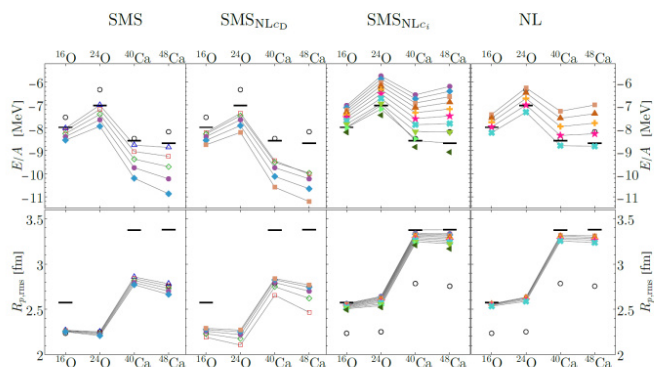 SMS SMS_NLc_D SMS_NLc_i NL
16O 24O 40Ca 48Ca 16O 24O 40Ca 48Ca 16O 24O 40Ca 48Ca 16O 24O 40Ca 48Ca
E/A [MeV]
−6
−7
−8
−9
−10
−11
−6
−7
−8
−9
−10
−11
E/A [MeV]
R_p,rms [fm]
3.5
3
2.5
2
3.5
3
2.5
2
R_p,rms [fm]
16O 24O 40Ca 48Ca 16O 24O 40Ca 48Ca 16O 24O 40Ca 48Ca 16O 24O 40Ca 48Ca